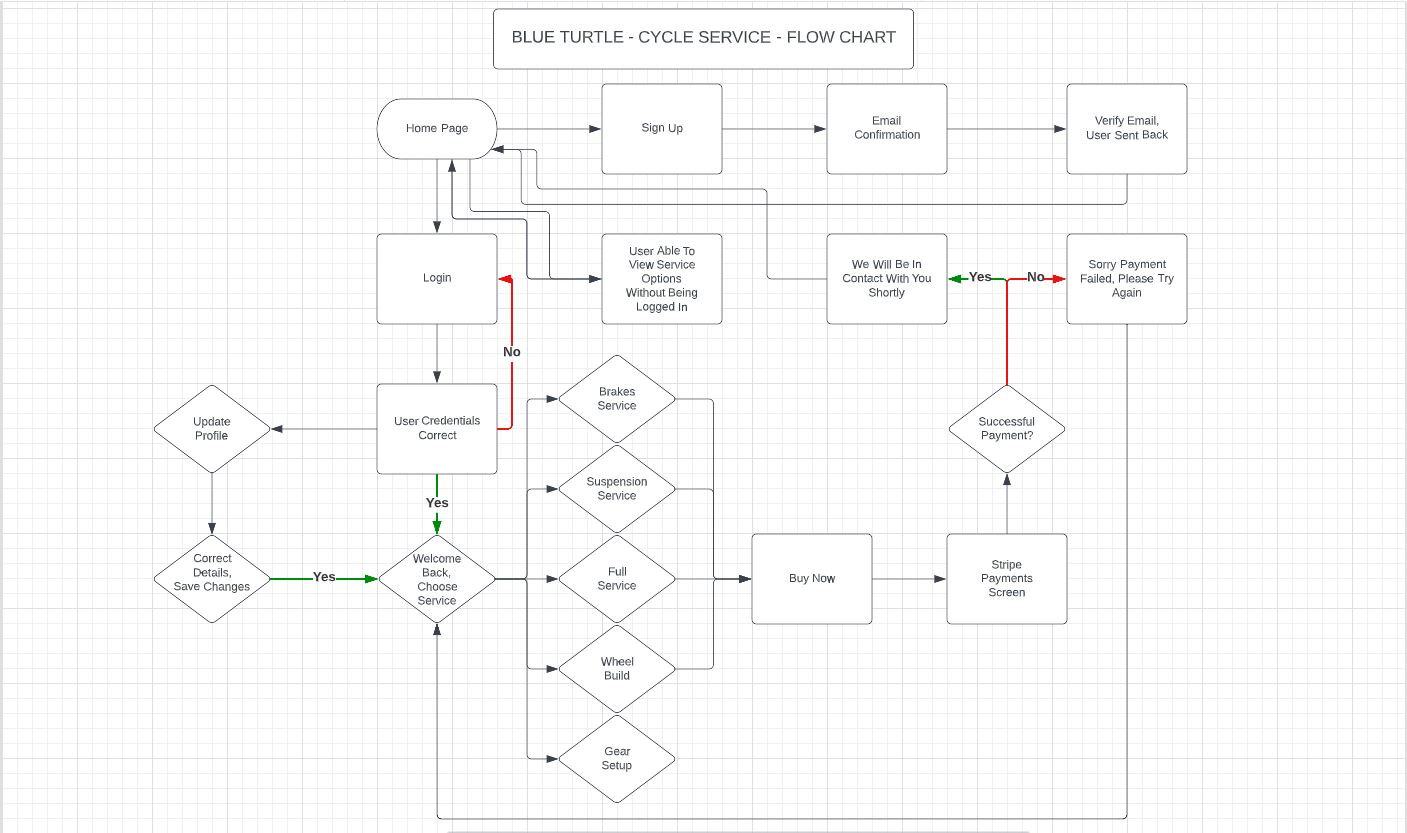 BLUE TURTLE - CYCLE SERVICE - FLOW CHART
Home Page
Sign Up
Email
Confirmation
Verify Email,
User Sent Back
Login
User Able To
View Service
Options
Without Being
Logged In
We Will Be In
Contact With You
Shortly
Yes
No
Sorry Payment
Failed, Please Try
Again
No
Update
Profile
User Credentials
Correct
Brakes
Service
Successful
Payment?
Yes
Suspension
Service
Correct
Details,
Save Changes
Yes
Welcome
Back,
Choose
Service
Full
Service
Buy Now
Stripe
Payments
Screen
Wheel
Build
Gear
Setup